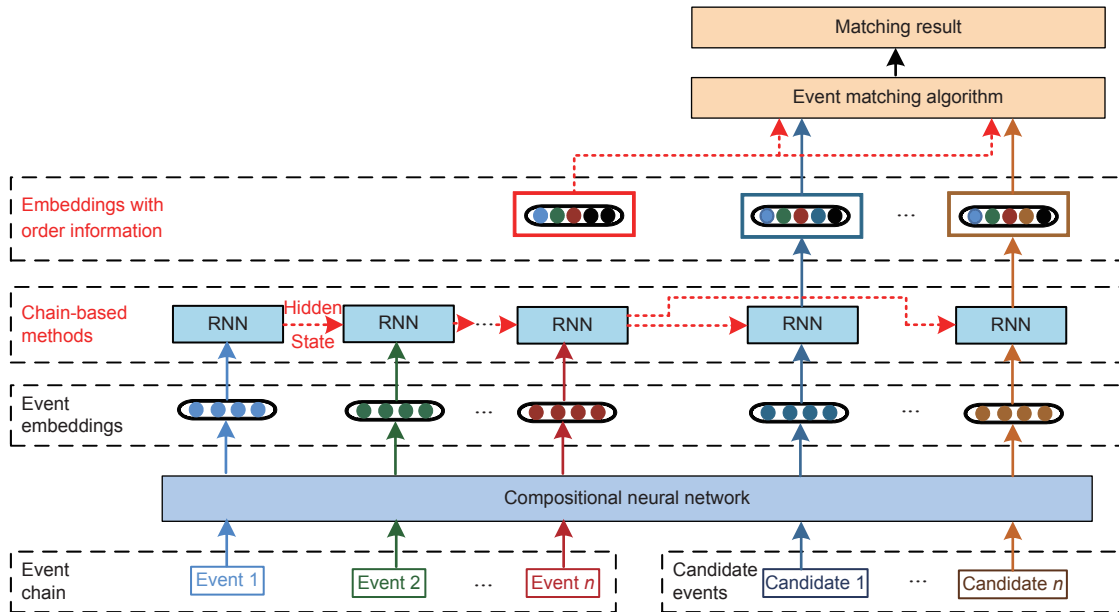 Matching result
Event matching algorithm
Embeddings with
order information
...
Chain-based
methods
RNN
Hidden
State
RNN
...
RNN
RNN
RNN
Event
embeddings
...
...
Compositional neural network
Event
chain
Event 1
Event 2
...
Event n
Candidate
events
Candidate 1
...
Candidate n